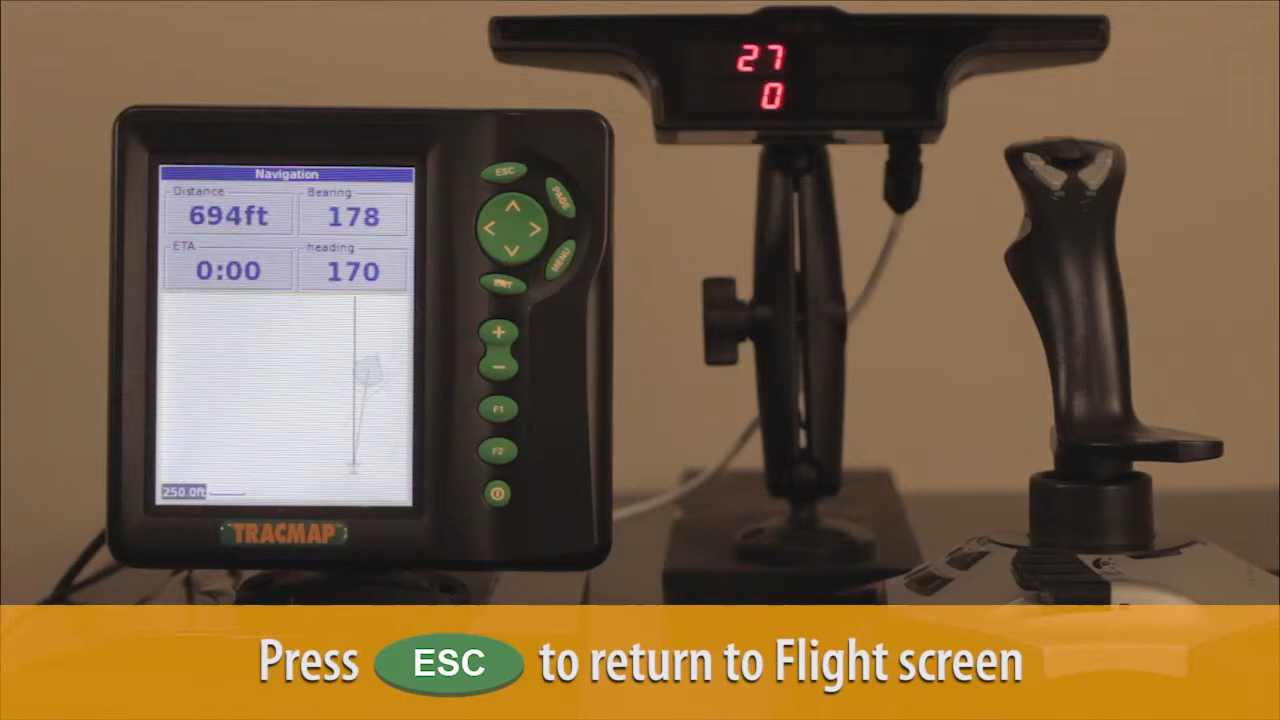 27
0
Navigation
Distance
694ft
Bearing
178
ETA
0:00
heading
170
250.0ft
TRACMAP
ESC
PAGE
MENU
ENT
+
−
F1
F2
Press ESC to return to Flight screen